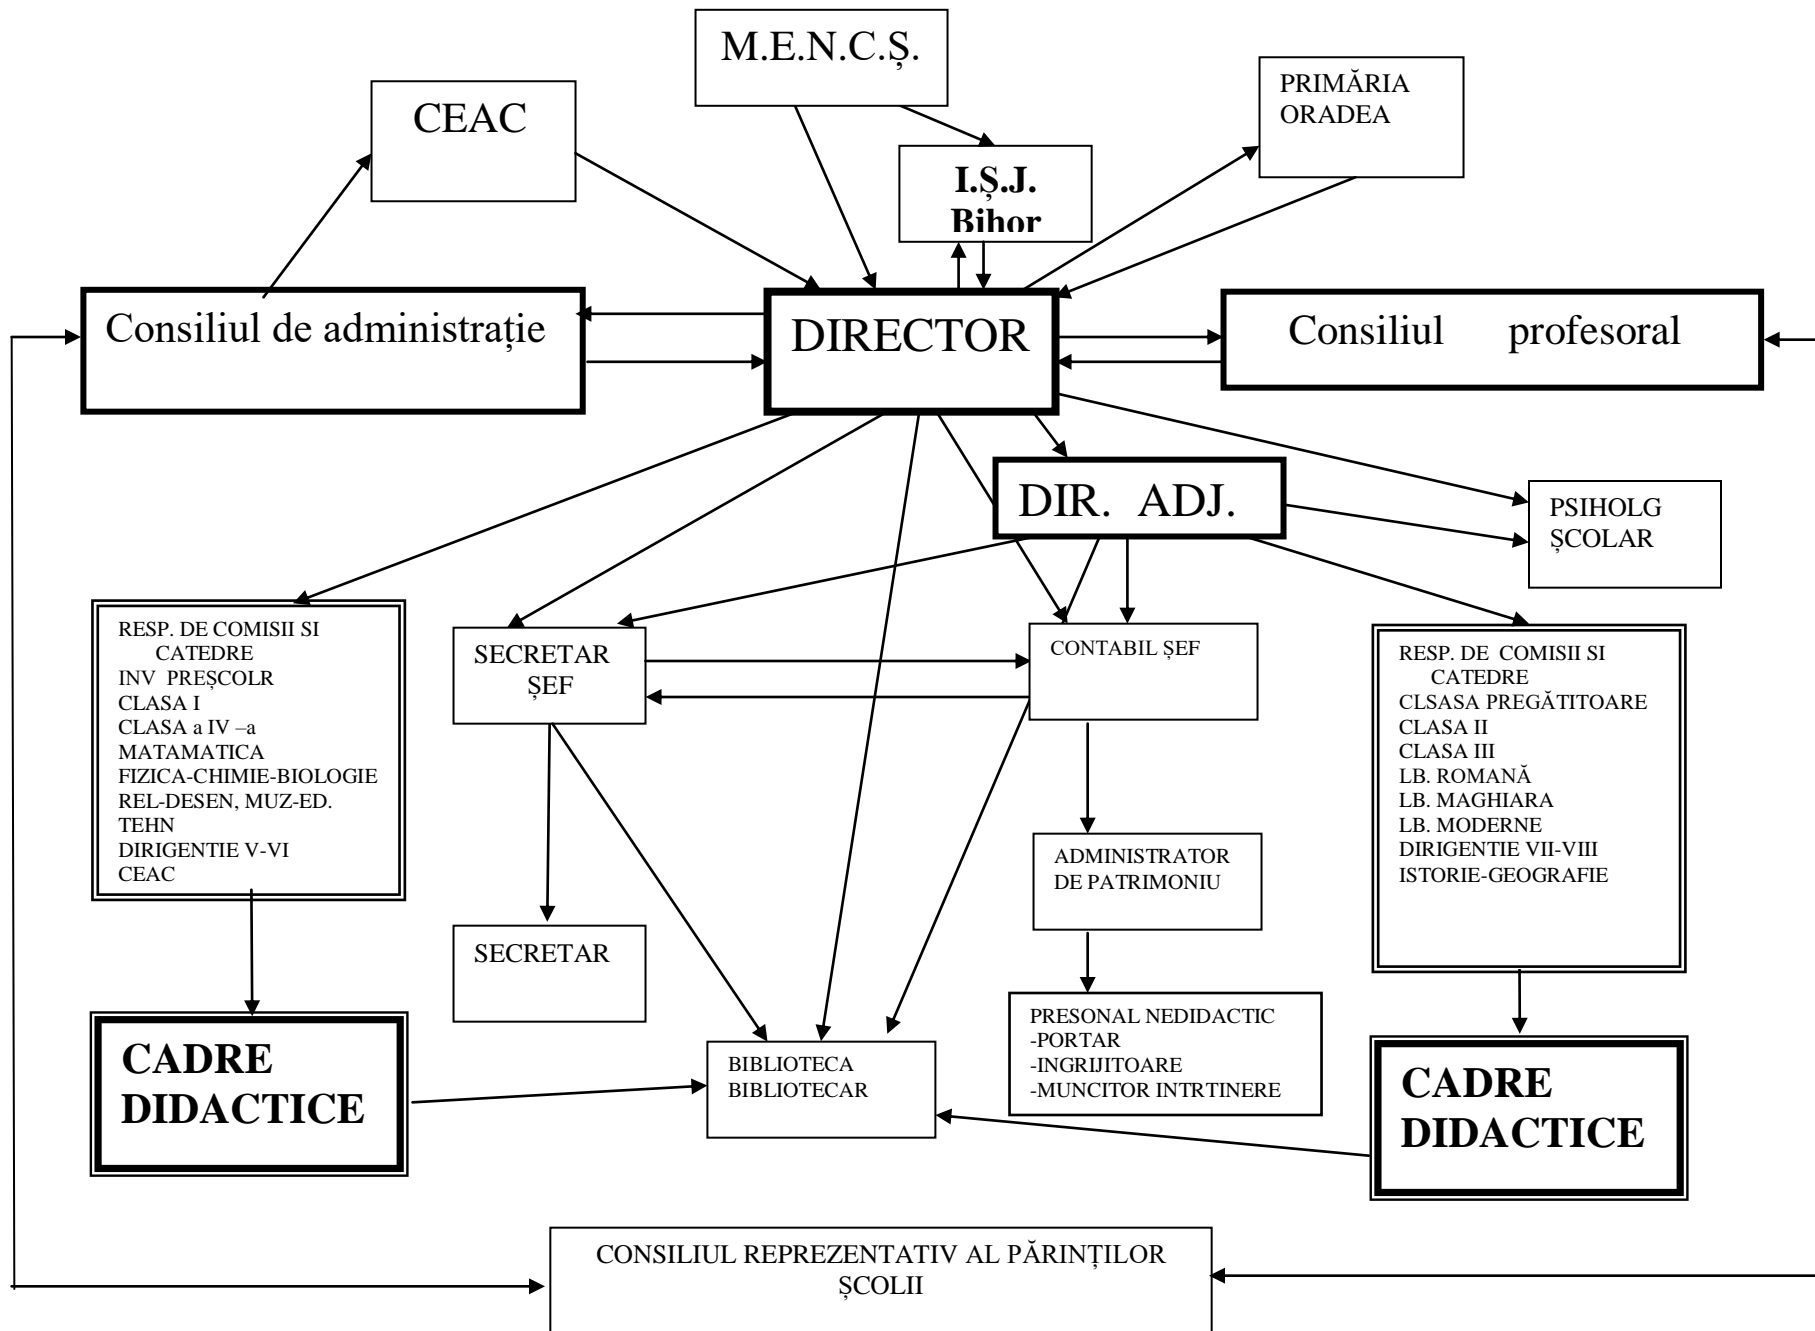 M.E.N.C.Ș.
CEAC
PRIMĂRIA
ORADEA
I.Ș.J.
Bihor
Consiliul de administrație
DIRECTOR
Consiliul profesoral
DIR. ADJ.
PSIHOLG
ȘCOLAR
RESP. DE COMISII SI
CATEDRE
INV PREȘCOLR
CLASA I
CLASA a IV –a
MATAMATICA
FIZICA-CHIMIE-BIOLOGIE
REL-DESEN, MUZ-ED.
TEHN
DIRIGENTIE V-VI
CEAC
SECRETAR
ȘEF
CONTABIL ȘEF
RESP. DE COMISII SI
CATEDRE
CLSASA PREGĂTITOARE
CLASA II
CLASA III
LB. ROMANĂ
LB. MAGHIARA
LB. MODERNE
DIRIGENTIE VII-VIII
ISTORIE-GEOGRAFIE
ADMINISTRATOR
DE PATRIMONIU
SECRETAR
PRESONAL NEDIDACTIC
-PORTAR
-INGRIJITOARE
-MUNCITOR INTRTINERE
CADRE
DIDACTICE
BIBLIOTECA
BIBLIOTECAR
CADRE
DIDACTICE
CONSILIUL REPREZENTATIV AL PĂRINȚILOR
ȘCOLII